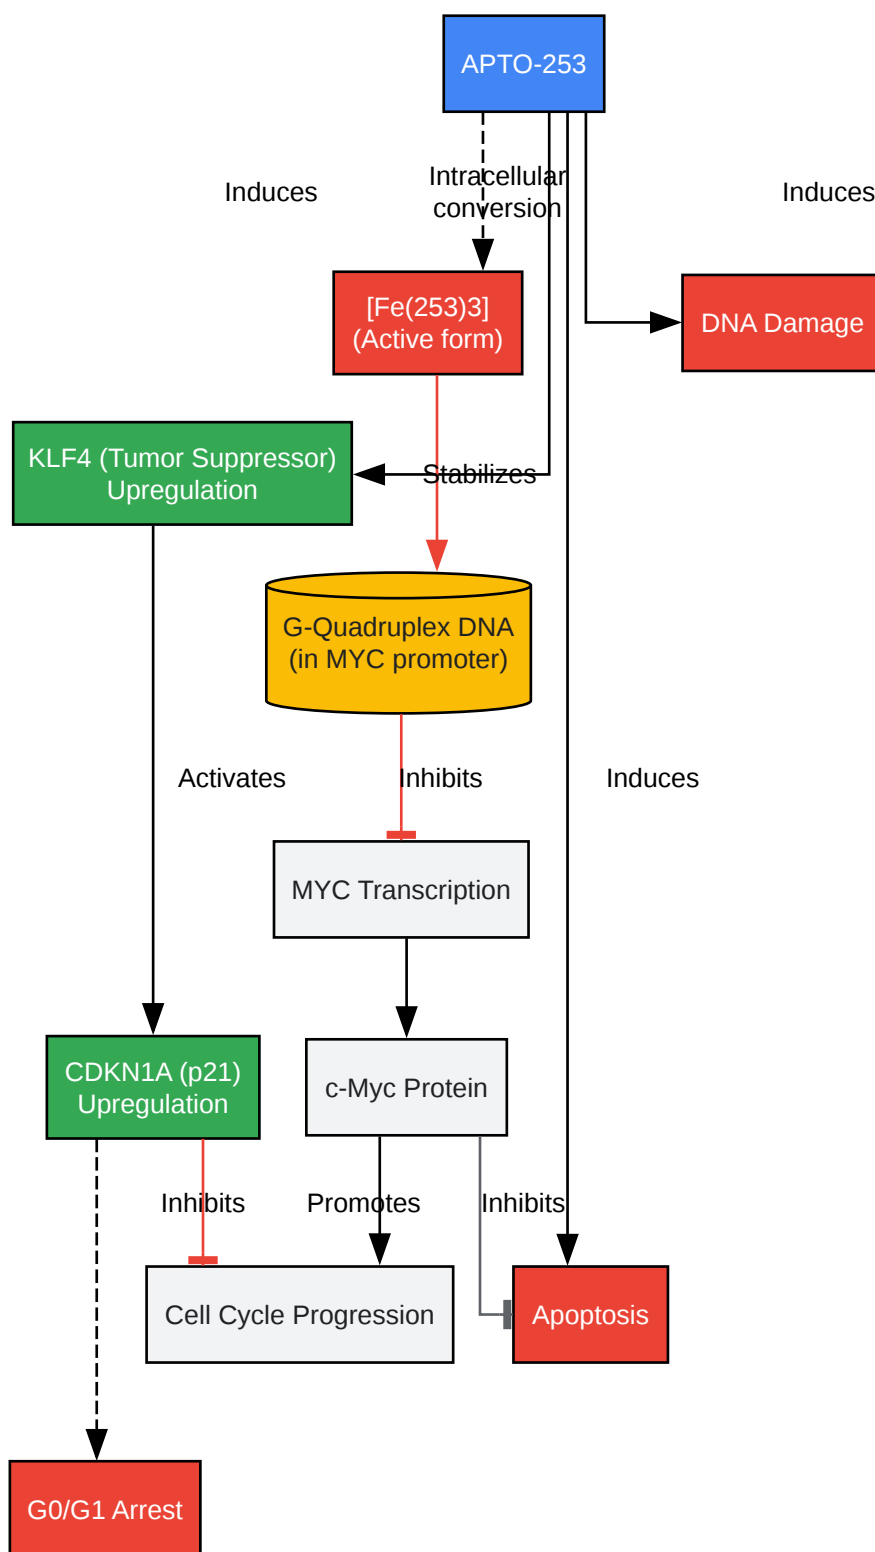 APTO-253
Induces
Intracellular
conversion
Induces
[Fe(253)3]
(Active form)
DNA Damage
KLF4 (Tumor Suppressor)
Upregulation
Stabilizes
G-Quadruplex DNA
(in MYC promoter)
Activates
Inhibits
Induces
MYC Transcription
CDKN1A (p21)
Upregulation
c-Myc Protein
Inhibits
Promotes
Inhibits
Cell Cycle Progression
Apoptosis
G0/G1 Arrest